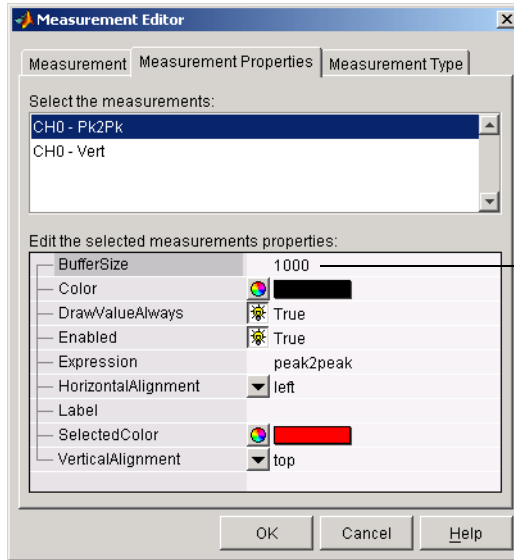 Measurement Editor
Measurement Measurement Properties Measurement Type
Select the measurements:
CH0 - Pk2Pk
CH0 - Vert
Edit the selected measurements properties:
BufferSize 1000
Color
DrawValueAlways True
Enabled True
Expression peak2peak
HorizontalAlignment left
Label
SelectedColor
VerticalAlignment top
OK Cancel Help